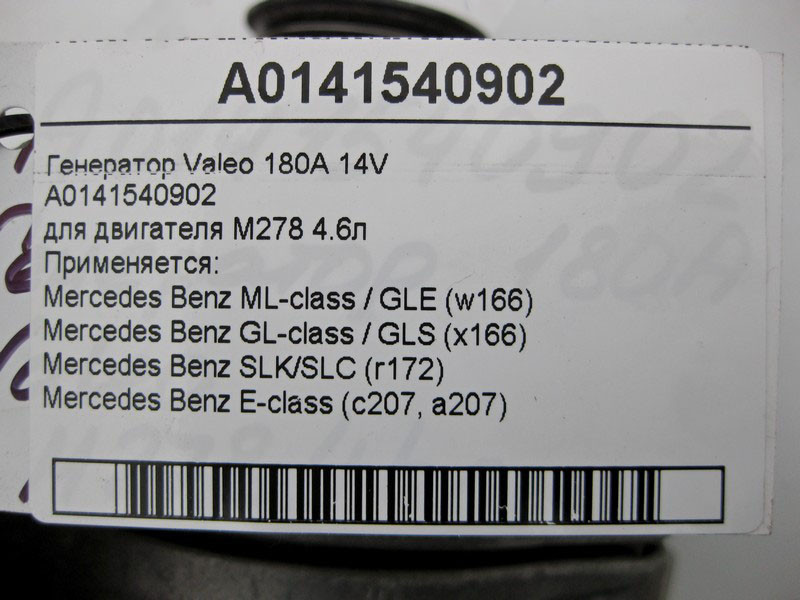 A0141540902
Генератор Valeo 180A 14V
A0141540902
для двигателя M278 4.6л
Применяется:
Mercedes Benz ML-class / GLE (w166)
Mercedes Benz GL-class / GLS (x166)
Mercedes Benz SLK/SLC (r172)
Mercedes Benz E-class (c207, a207)